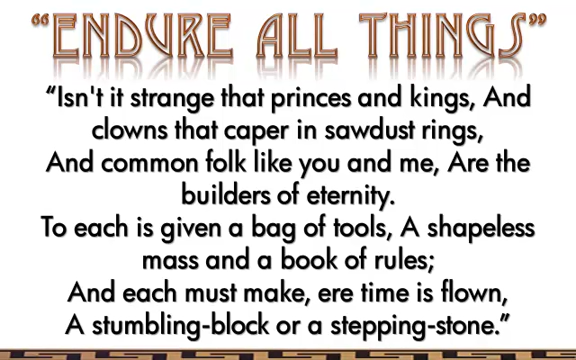 “ENDURE ALL THINGS”
“Isn't it strange that princes and kings, And
clowns that caper in sawdust rings,
And common folk like you and me, Are the
builders of eternity.
To each is given a bag of tools, A shapeless
mass and a book of rules;
And each must make, ere time is flown,
A stumbling-block or a stepping-stone.”